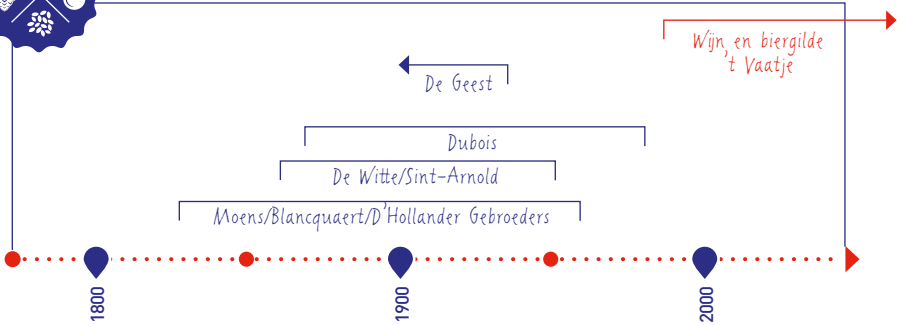 Wijn, en biergilde
't Vaatje
De Geest
Dubois
De Witte/Sint-Arnold
Moens/Blancquaert/D'Hollander Gebroeders
1800
1900
2000